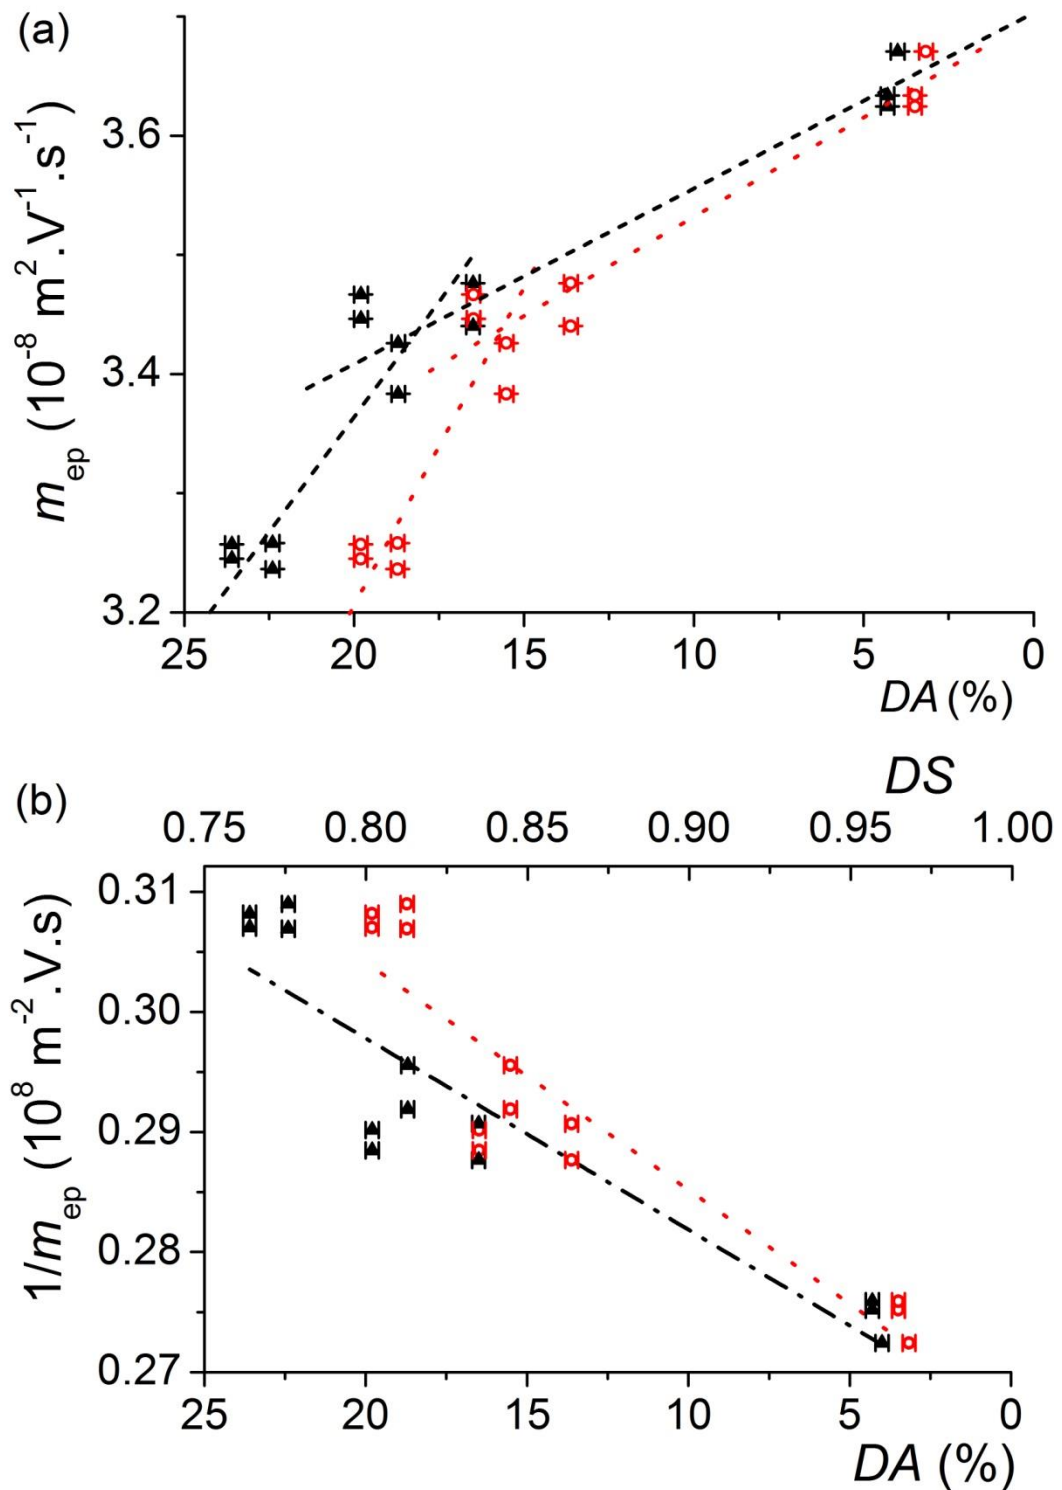 (a)
m_ep (10^-8 m^2.V^-1.s^-1)
3.6
3.4
3.2
25 20 15 10 5 0
DA (%)
DS
(b)
0.75 0.80 0.85 0.90 0.95 1.00
1/m_ep (10^8 m^-2.V.s)
0.31
0.30
0.29
0.28
0.27
25 20 15 10 5 0
DA (%)